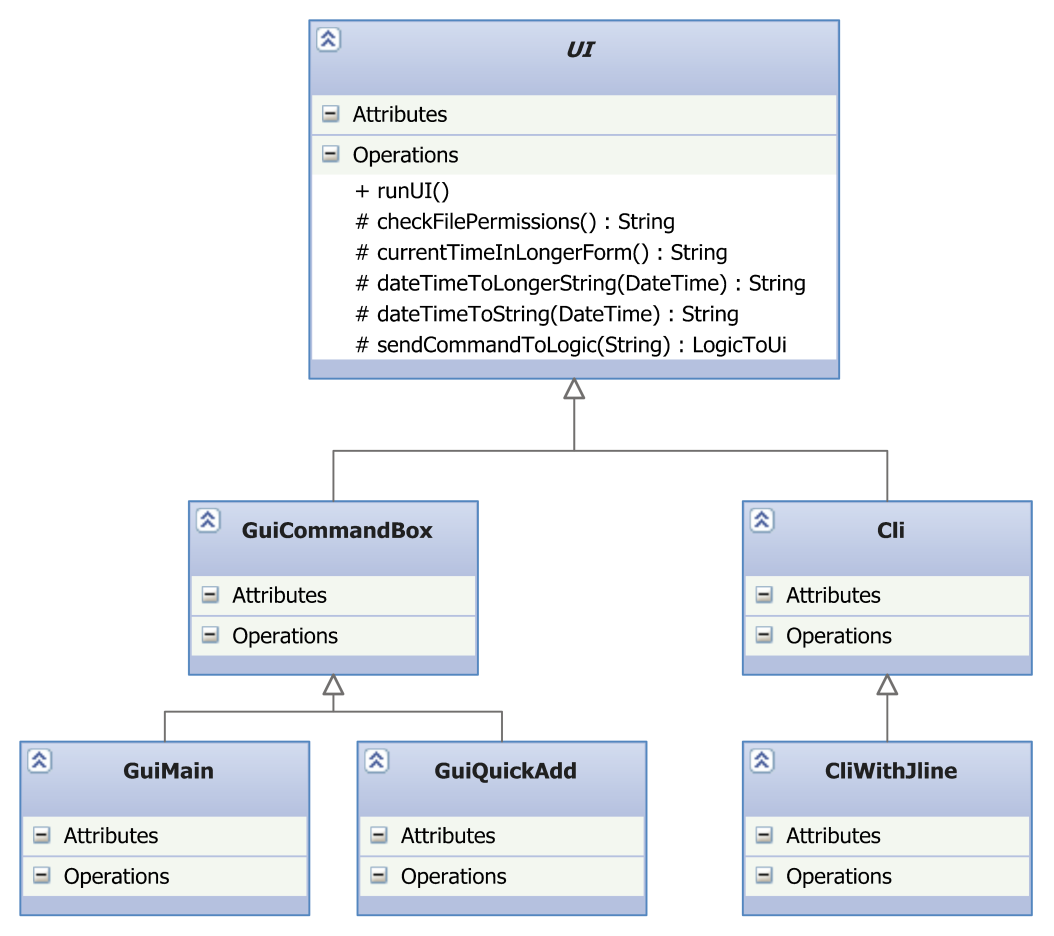 UI
Attributes
Operations
+ runUI()
# checkFilePermissions() : String
# currentTimeInLongerForm() : String
# dateTimeToLongerString(DateTime) : String
# dateTimeToString(DateTime) : String
# sendCommandToLogic(String) : LogicToUi
GuiCommandBox
Attributes
Operations
Cli
Attributes
Operations
GuiMain
Attributes
Operations
GuiQuickAdd
Attributes
Operations
CliWithJline
Attributes
Operations